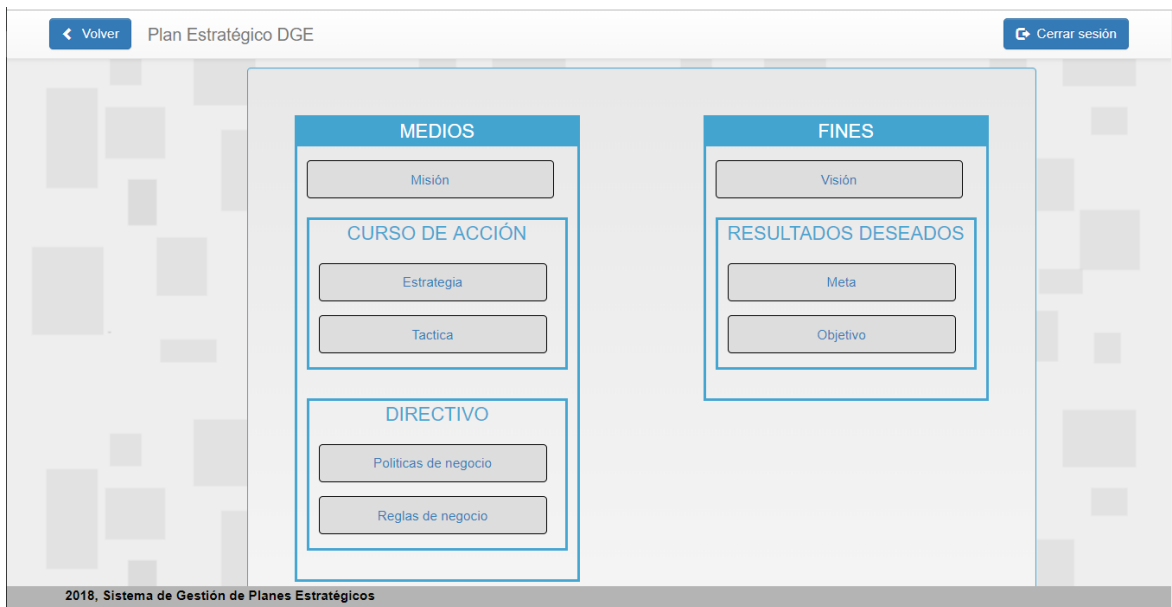 Volver
Plan Estratégico DGE
Cerrar sesión
MEDIOS
Misión
CURSO DE ACCIÓN
Estrategia
Tactica
DIRECTIVO
Politicas de negocio
Reglas de negocio
FINES
Visión
RESULTADOS DESEADOS
Meta
Objetivo
2018, Sistema de Gestión de Planes Estratégicos